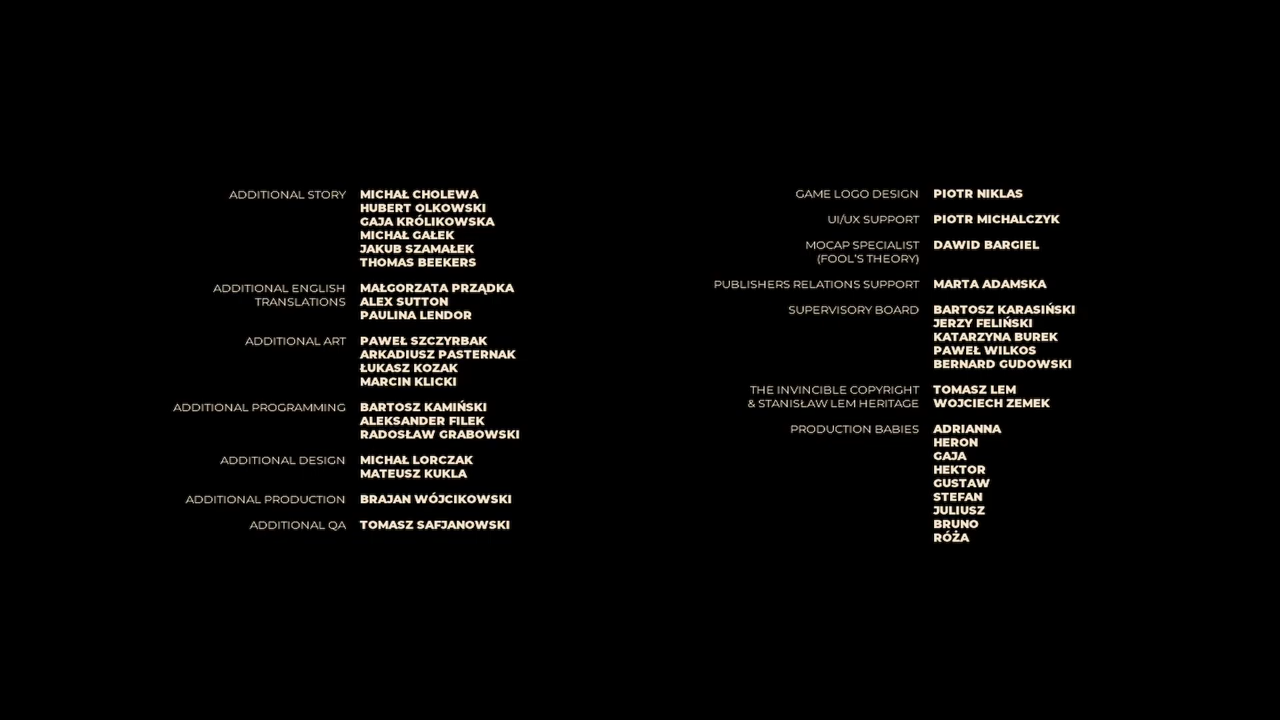 ADDITIONAL STORY MICHAŁ CHOLEWA
HUBERT OLKOWSKI
GAJA KRÓLIKOWSKA
MICHAŁ GAŁEK
JAKUB SZAMAŁEK
THOMAS BEEKERS
ADDITIONAL ENGLISH MAŁGORZATA PRZĄDKA
TRANSLATIONS ALEX SUTTON
PAULINA LENDOR
ADDITIONAL ART PAWEŁ SZCZYRBAK
ARKADIUSZ PASTERNAK
ŁUKASZ KOZAK
MARCIN KLICKI
ADDITIONAL PROGRAMMING BARTOSZ KAMIŃSKI
ALEKSANDER FILEK
RADOSŁAW GRABOWSKI
ADDITIONAL DESIGN MICHAŁ LORCZAK
MATEUSZ KUKLA
ADDITIONAL PRODUCTION BRAJAN WÓJCIKOWSKI
ADDITIONAL QA TOMASZ SAFJANOWSKI
GAME LOGO DESIGN PIOTR NIKLAS
UI/UX SUPPORT PIOTR MICHALCZYK
MOCAP SPECIALIST DAWID BARGIEL
(FOOL'S THEORY)
PUBLISHERS RELATIONS SUPPORT MARTA ADAMSKA
SUPERVISORY BOARD BARTOSZ KARASIŃSKI
JERZY FELIŃSKI
KATARZYNA BUREK
PAWEŁ WILKOS
BERNARD GUDOWSKI
THE INVINCIBLE COPYRIGHT TOMASZ LEM
& STANISŁAW LEM HERITAGE WOJCIECH ZEMEK
PRODUCTION BABIES ADRIANNA
HERON
GAJA
HEKTOR
GUSTAW
STEFAN
JULIUSZ
BRUNO
RÓŻA